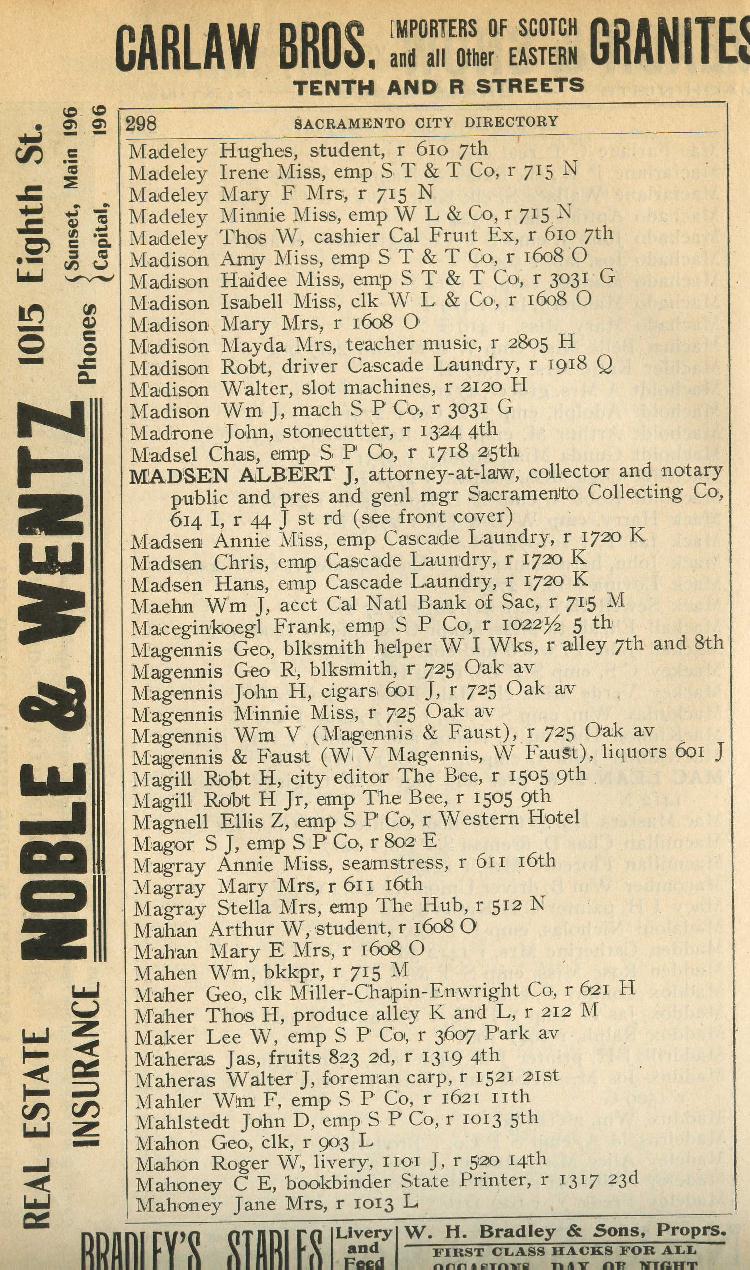 CARLAW BROS. IMPORTERS OF SCOTCH and all Other EASTERN GRANITES
TENTH AND R STREETS
298 SACRAMENTO CITY DIRECTORY
Madeley Hughes, student, r 610 7th
Madeley Irene Miss, emp S T & T Co, r 715 N
Madeley Mary F Mrs, r 715 N
Madeley Minnie Miss, emp W L & Co, r 715 N
Madeley Thos W, cashier Cal Fruit Ex, r 610 7th
Madison Amy Miss, emp S T & T Co, r 1608 O
Madison Haidee Miss, emp S T & T Co, r 3031 G
Madison Isabell Miss, clk W L & Co, r 1608 O
Madison Mary Mrs, r 1608 O
Madison Mayda Mrs, teacher music, r 2805 H
Madison Robt, driver Cascade Laundry, r 1918 Q
Madison Walter, slot machines, r 2120 H
Madison Wm J, mach S P Co, r 3031 G
Madrone John, stonecutter, r 1324 4th
Madsel Chas, emp S P Co, r 1718 25th
MADSEN ALBERT J, attorney-at-law, collector and notary
public and pres and genl mgr Sacramento Collecting Co,
614 I, r 44 J st rd (see front cover)
Madsen Annie Miss, emp Cascade Laundry, r 1720 K
Madsen Chris, emp Cascade Laundry, r 1720 K
Madsen Hans, emp Cascade Laundry, r 1720 K
Maehn Wm J, acct Cal Natl Bank of Sac, r 715 M
Maceginkoegl Frank, emp S P Co, r 1022½ 5 th
Magennis Geo, blksmith helper W I Wks, r alley 7th and 8th
Magennis Geo R, blksmith, r 725 Oak av
Magennis John H, cigars 601 J, r 725 Oak av
Magennis Minnie Miss, r 725 Oak av
Magennis Wm V (Magennis & Faust), r 725 Oak av
Magennis & Faust (W V Magennis, W Faust), liquors 601 J
Magill Robt H, city editor The Bee, r 1505 9th
Magill Robt H Jr, emp The Bee, r 1505 9th
Magnell Ellis Z, emp S P Co, r Western Hotel
Magor S J, emp S P Co, r 802 E
Magray Annie Miss, seamstress, r 611 16th
Magray Mary Mrs, r 611 16th
Magray Stella Mrs, emp The Hub, r 512 N
Mahan Arthur W, student, r 1608 O
Mahan Mary E Mrs, r 1608 O
Mahen Wm, bkkpr, r 715 M
Maher Geo, clk Miller-Chapin-Enwright Co, r 621 H
Maher Thos H, produce alley K and L, r 212 M
Maker Lee W, emp S P Co, r 3607 Park av
Maheras Jas, fruits 823 2d, r 1319 4th
Maheras Walter J, foreman carp, r 1521 21st
Mahler Wm F, emp S P Co, r 1621 11th
Mahlstedt John D, emp S P Co, r 1013 5th
Mahon Geo, clk, r 903 L
Mahon Roger W, livery, 1101 J, r 520 14th
Mahoney C E, bookbinder State Printer, r 1317 23d
Mahoney Jane Mrs, r 1013 L
REAL ESTATE
INSURANCE
NOBLE & WENTZ
1015 Eighth St.
Phones { Sunset, Main 196
Capital, 196
BRADLEY'S STABLES
Livery
and
Feed
W. H. Bradley & Sons, Proprs.
FIRST CLASS HACKS FOR ALL
OCCASIONS, DAY OR NIGHT